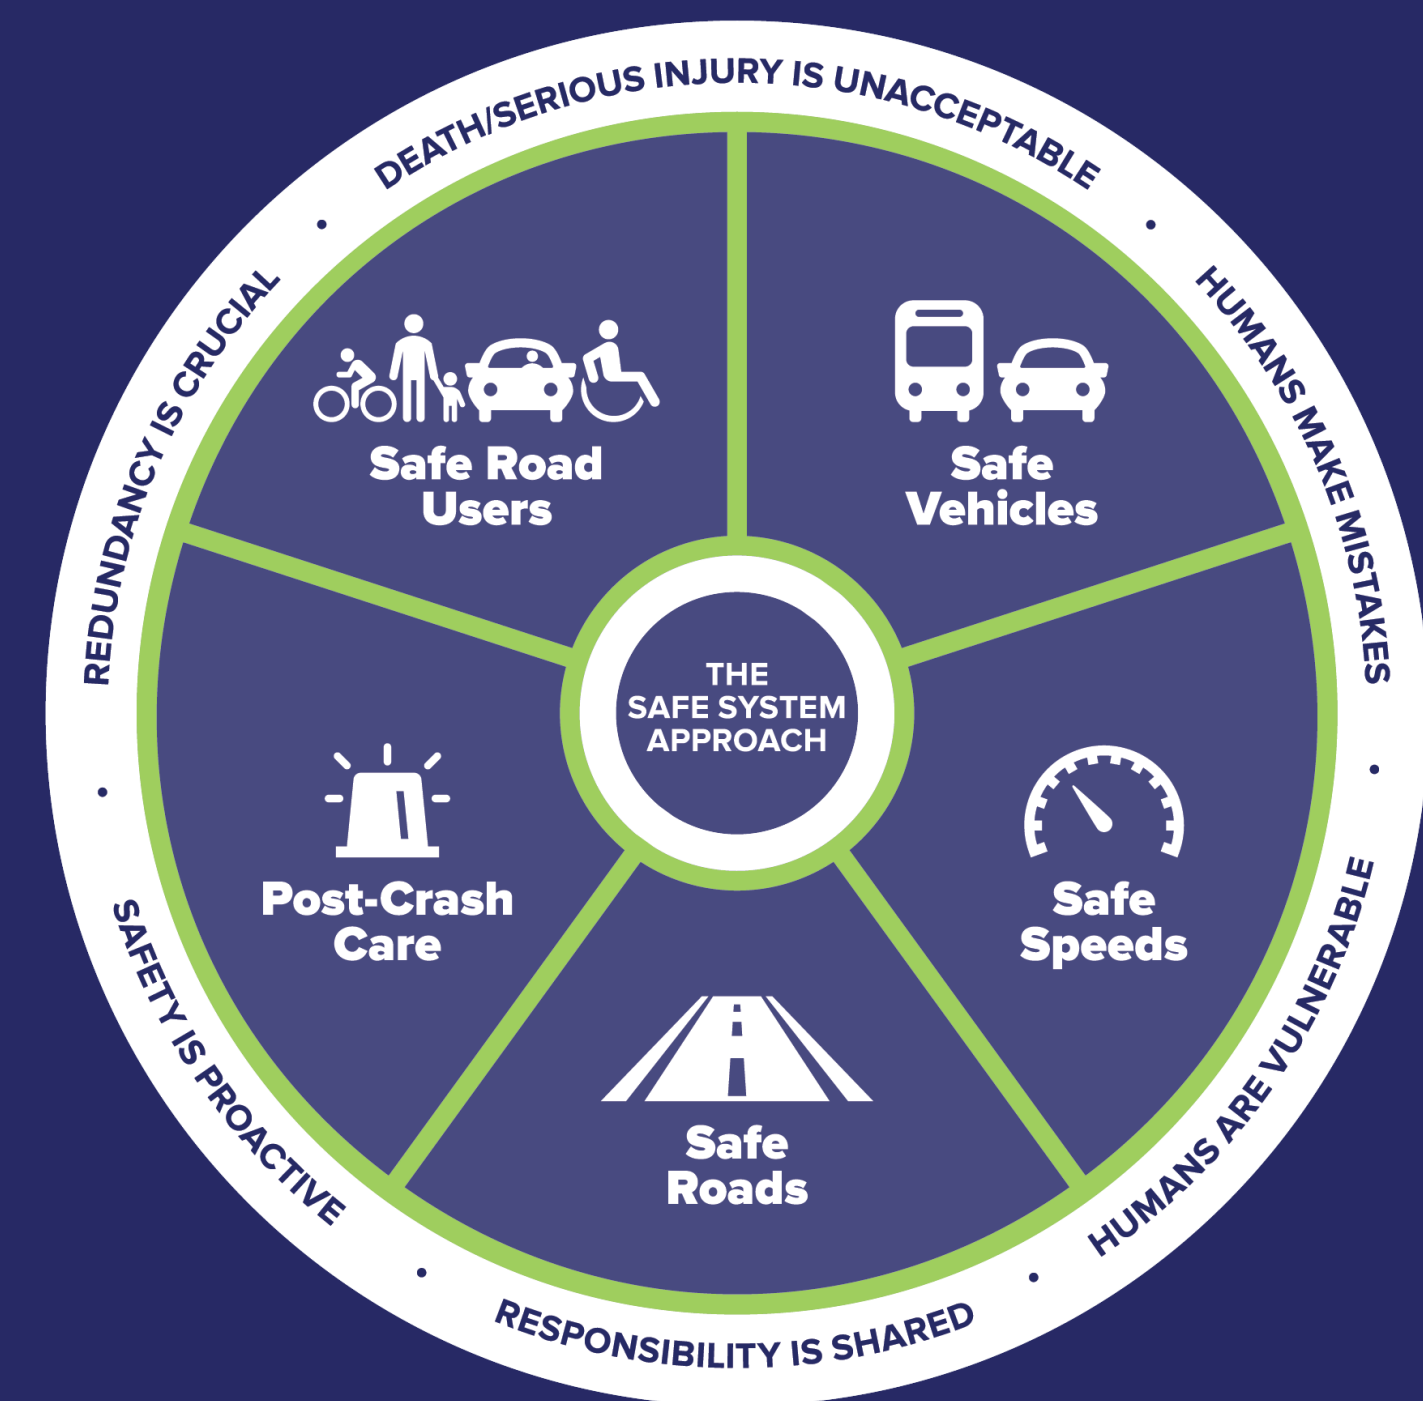 DEATH/SERIOUS INJURY IS UNACCEPTABLE
HUMANS MAKE MISTAKES
HUMANS ARE VULNERABLE
RESPONSIBILITY IS SHARED
SAFETY IS PROACTIVE
REDUNDANCY IS CRUCIAL
Safe Road
Users
Safe
Vehicles
THE
SAFE SYSTEM
APPROACH
Post-Crash
Care
Safe
Speeds
Safe
Roads